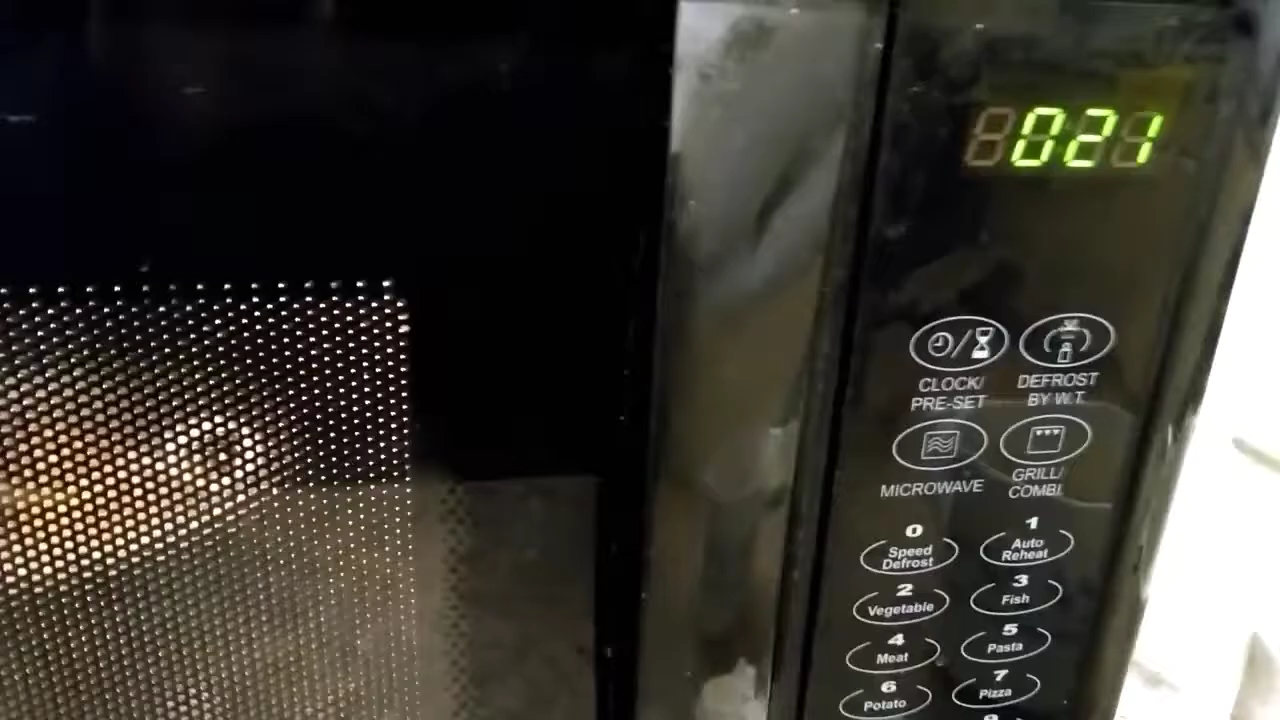 021
CLOCK/
PRE-SET
DEFROST
BY W.T.
MICROWAVE
GRILL/
COMBI.
0
Speed
Defrost
1
Auto
Reheat
2
Vegetable
3
Fish
4
Meat
5
Pasta
6
Potato
7
Pizza